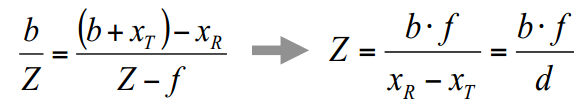 b/Z = ((b + x_T) − x_R)/(Z − f) → Z = (b · f)/(x_R − x_T) = (b · f)/d